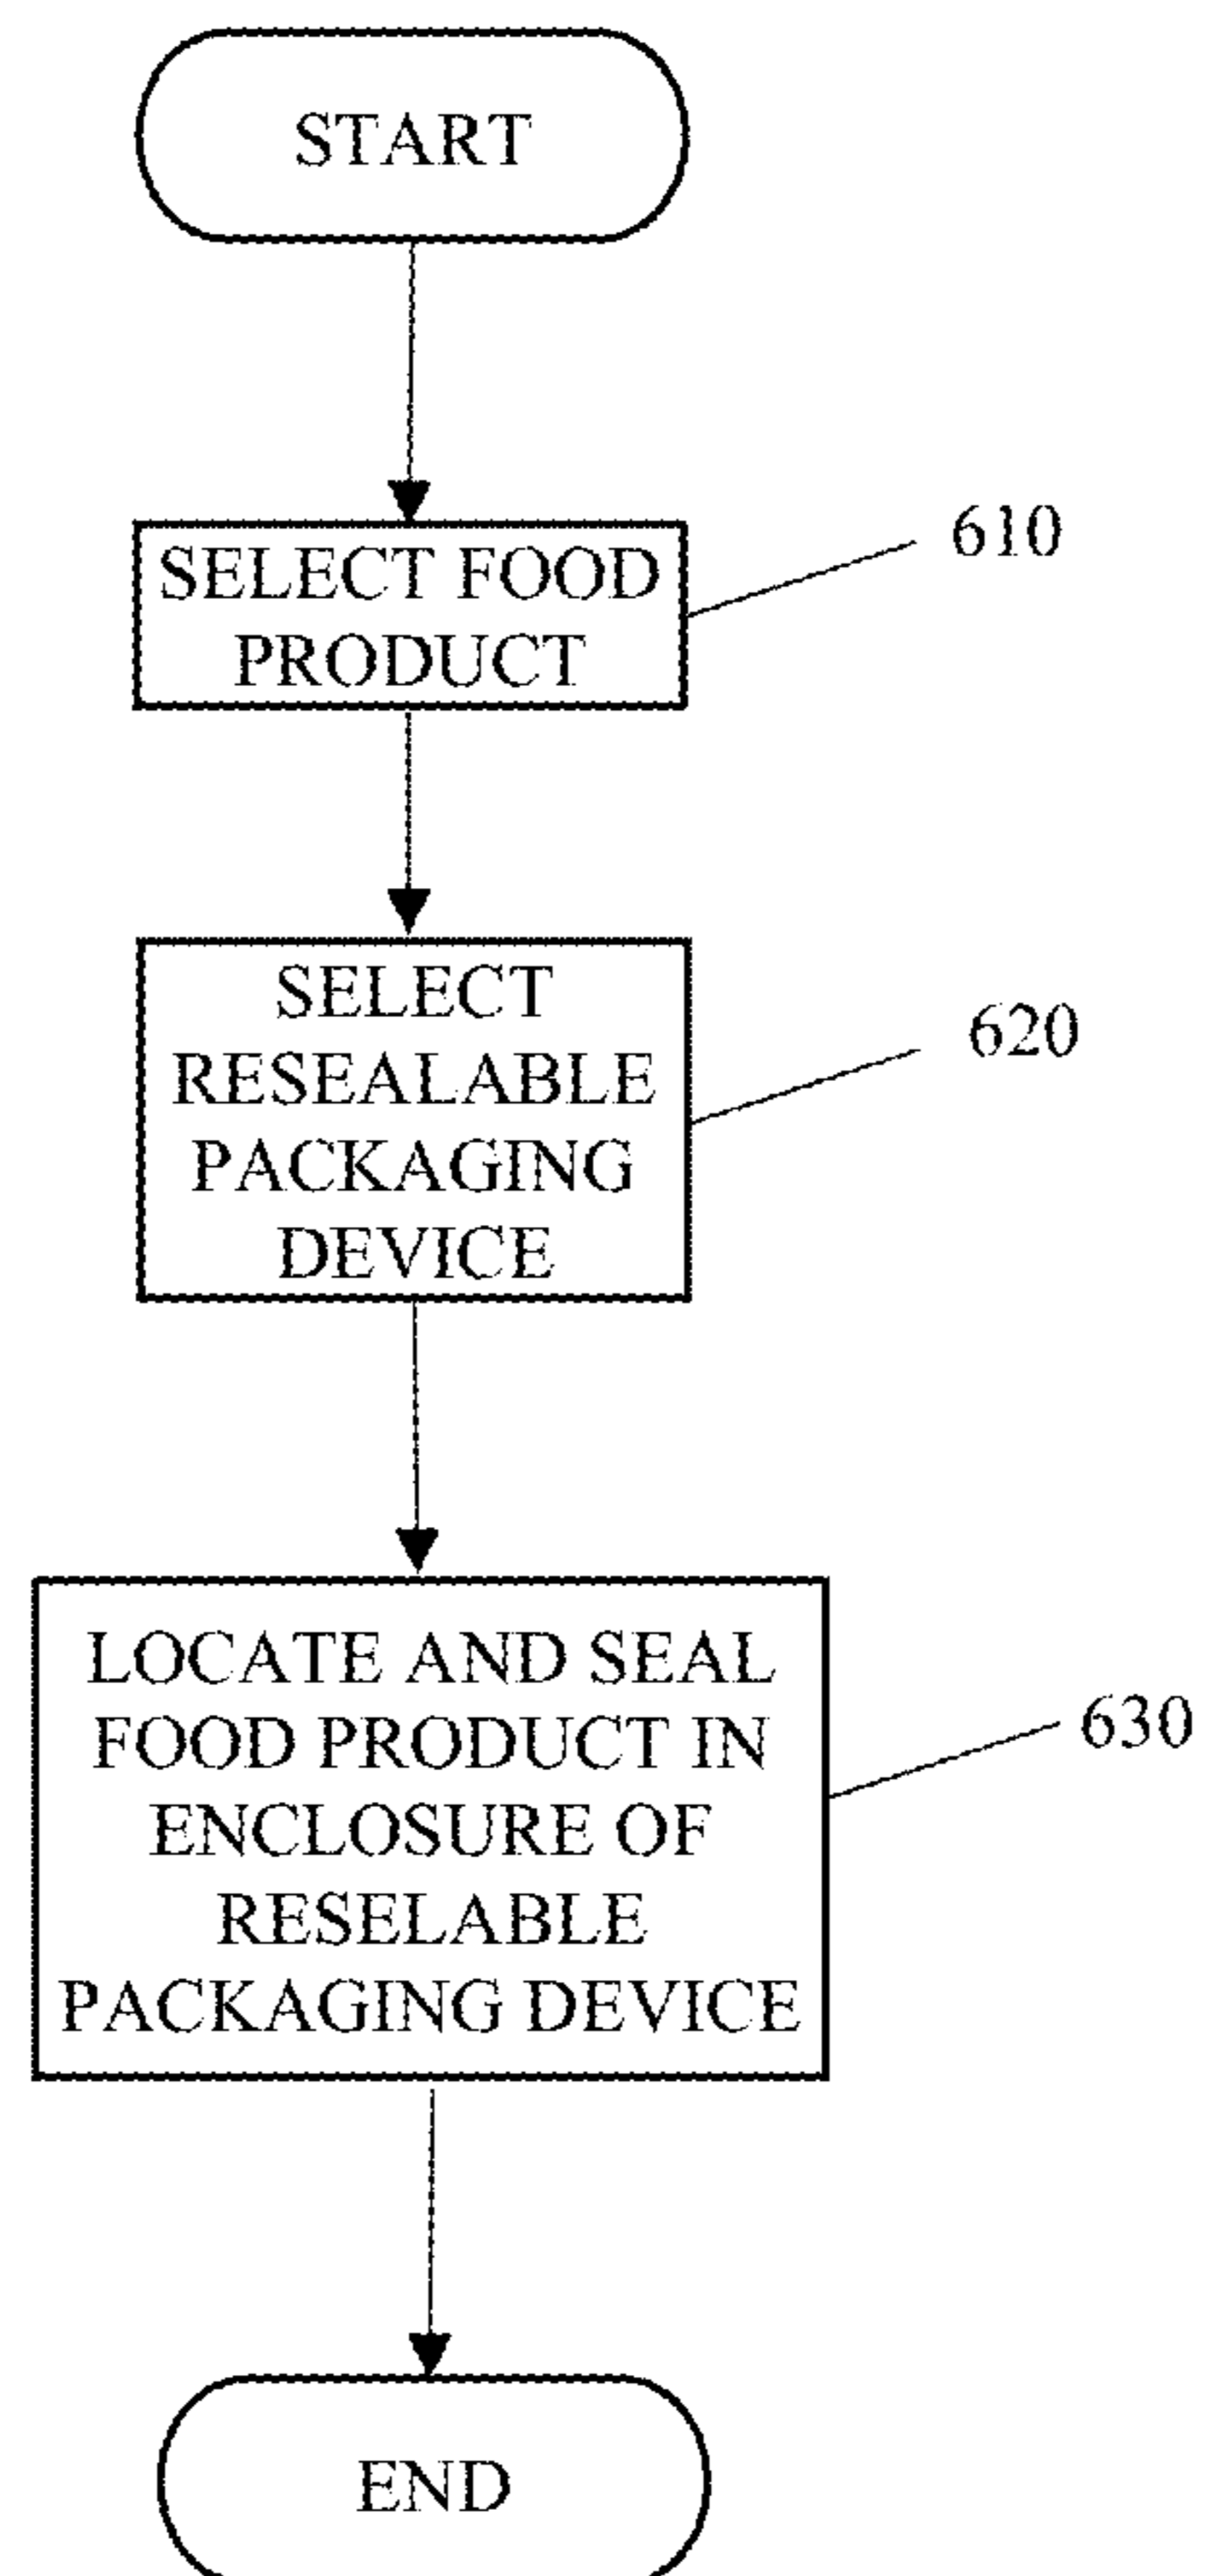 START
SELECT FOOD
PRODUCT
610
SELECT
RESEALABLE
PACKAGING
DEVICE
620
LOCATE AND SEAL
FOOD PRODUCT IN
ENCLOSURE OF
RESELABLE
PACKAGING DEVICE
630
END